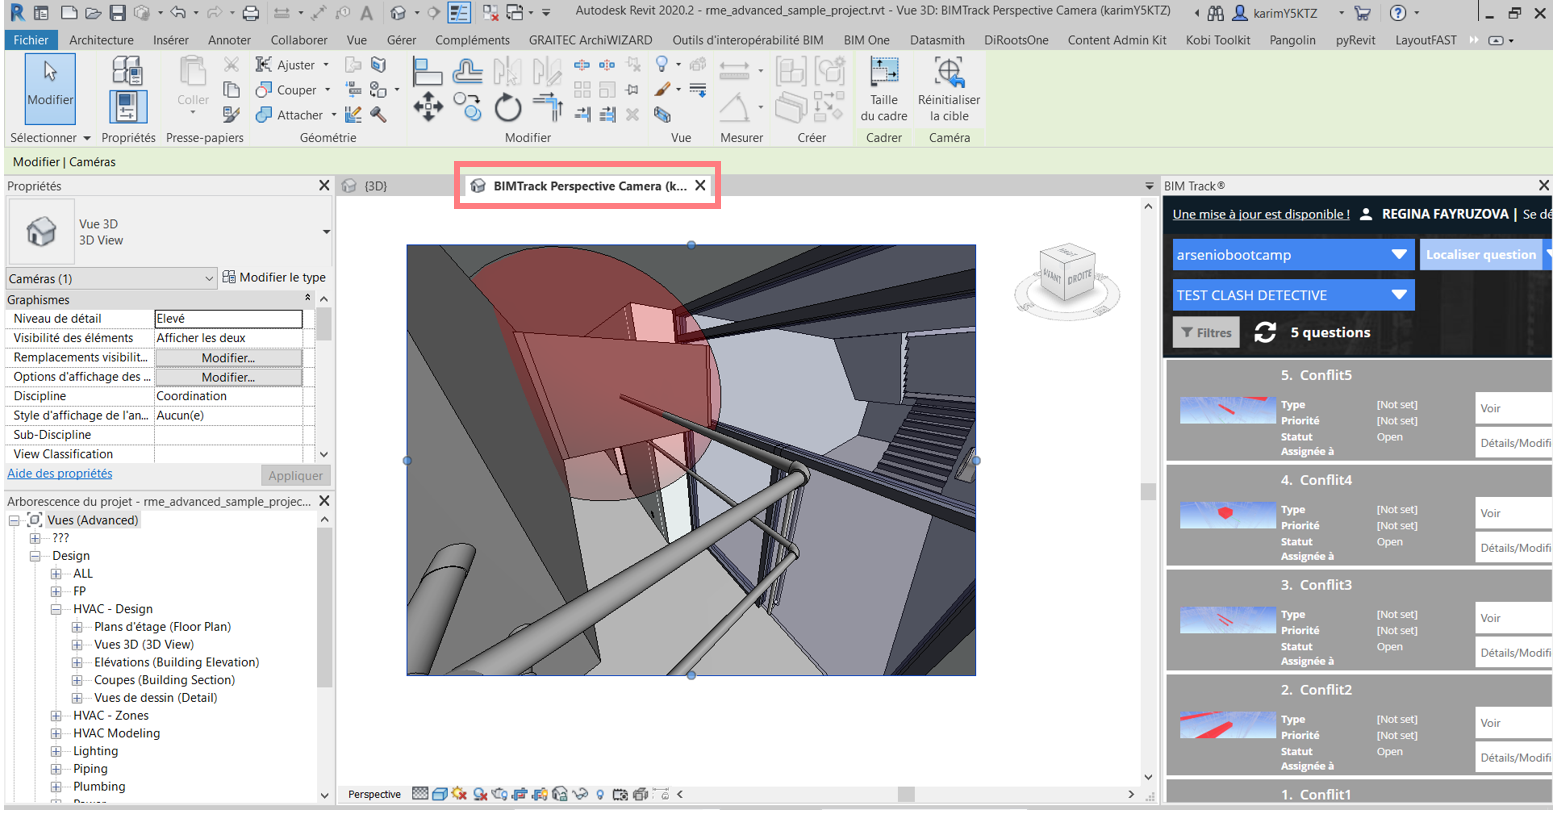 Autodesk Revit 2020.2 - rme_advanced_sample_project.rvt - Vue 3D: BIMTrack Perspective Camera (karimY5KTZ)
karimY5KTZ
Fichier Architecture Insérer Annoter Collaborer Vue Gérer Compléments GRAITEC ArchiWIZARD Outils d'interopérabilité BIM BIM One Datasmith DiRootsOne Content Admin Kit Kobi Toolkit Pangolin pyRevit LayoutFAST
Modifier
Coller
Ajuster
Couper
Attacher
Taille
du cadre
Réinitialiser
la cible
Sélectionner Propriétés Presse-papiers Géométrie Modifier Vue Mesurer Créer Cadrer Caméra
Modifier | Caméras
Propriétés
Vue 3D
3D View
Caméras (1)
Modifier le type
Graphismes
Niveau de détail Elevé
Visibilité des éléments Afficher les deux
Remplacements visibilit... Modifier...
Options d'affichage des ... Modifier...
Discipline Coordination
Style d'affichage de l'an... Aucun(e)
Sub-Discipline
View Classification
Aide des propriétés
Appliquer
Arborescence du projet - rme_advanced_sample_projec...
Vues (Advanced)
???
Design
ALL
FP
HVAC - Design
Plans d'étage (Floor Plan)
Vues 3D (3D View)
Elévations (Building Elevation)
Coupes (Building Section)
Vues de dessin (Detail)
HVAC - Zones
HVAC Modeling
Lighting
Piping
Plumbing
{3D}
BIMTrack Perspective Camera (k...
AVANT
DROITE
Perspective
BIM Track®
Une mise à jour est disponible !
REGINA FAYRUZOVA | Se dé
arseniobootcamp
Localiser question
TEST CLASH DETECTIVE
Filtres
5 questions
5. Conflit5
Type [Not set]
Priorité [Not set]
Statut Open
Assignée à
Voir
Détails/Modifi
4. Conflit4
Type [Not set]
Priorité [Not set]
Statut Open
Assignée à
Voir
Détails/Modifi
3. Conflit3
Type [Not set]
Priorité [Not set]
Statut Open
Assignée à
Voir
Détails/Modifi
2. Conflit2
Type [Not set]
Priorité [Not set]
Statut Open
Assignée à
Voir
Détails/Modifi
1. Conflit1